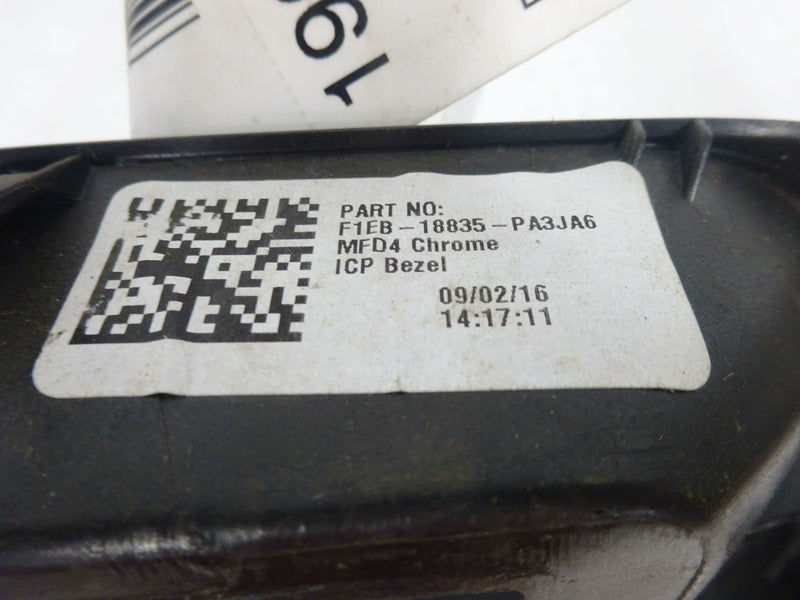 PART NO:
F1EB-18835-PA3JA6
MFD4 Chrome
ICP Bezel
09/02/16
14:17:11